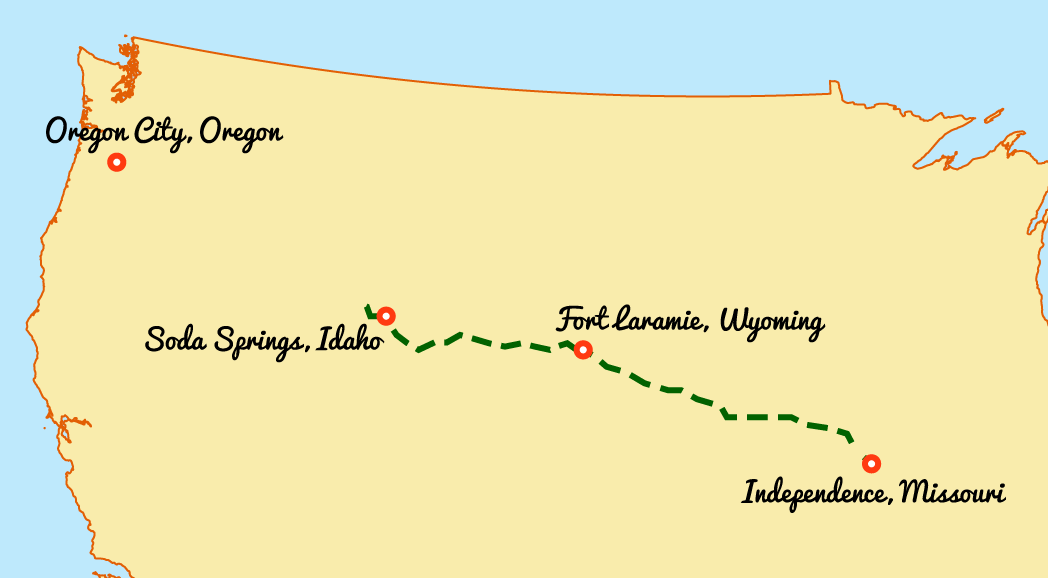 Oregon City, Oregon
Fort Laramie, Wyoming
Soda Springs, Idaho
Independence, Missouri